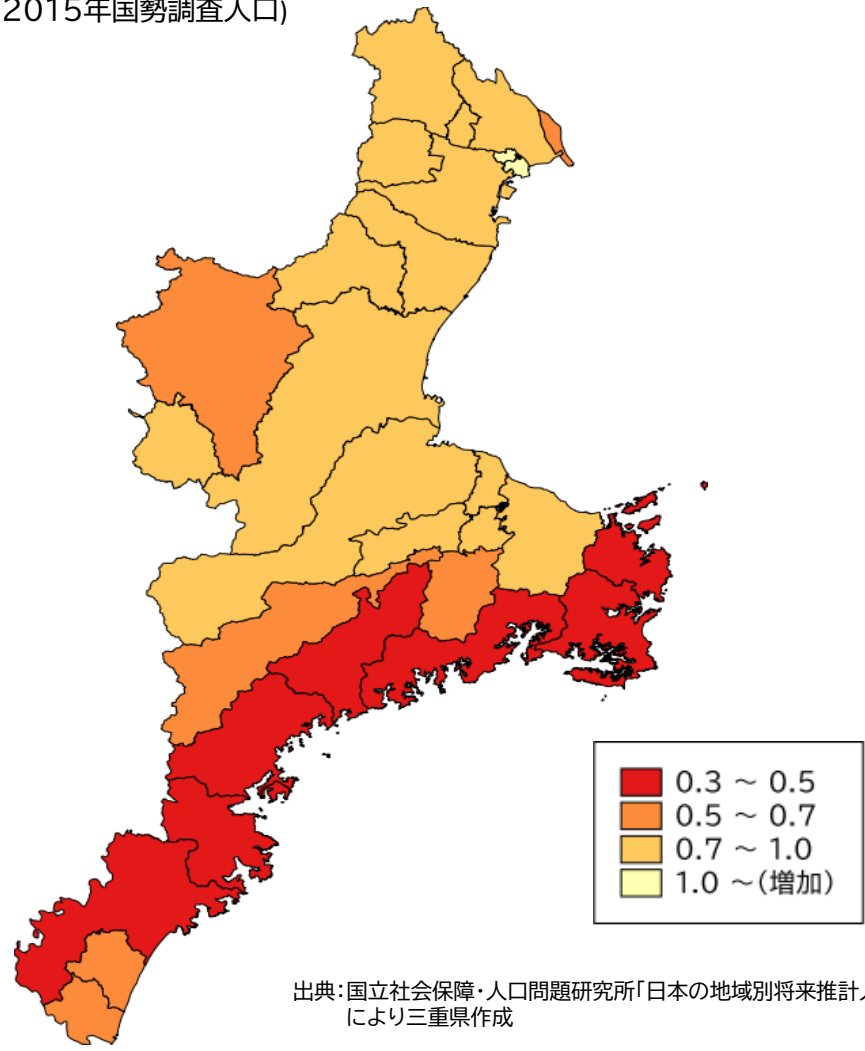 2015年国勢調査人口)
0.3 ～ 0.5
0.5 ～ 0.7
0.7 ～ 1.0
1.0 ～(増加)
出典:国立社会保障・人口問題研究所「日本の地域別将来推計
により三重県作成